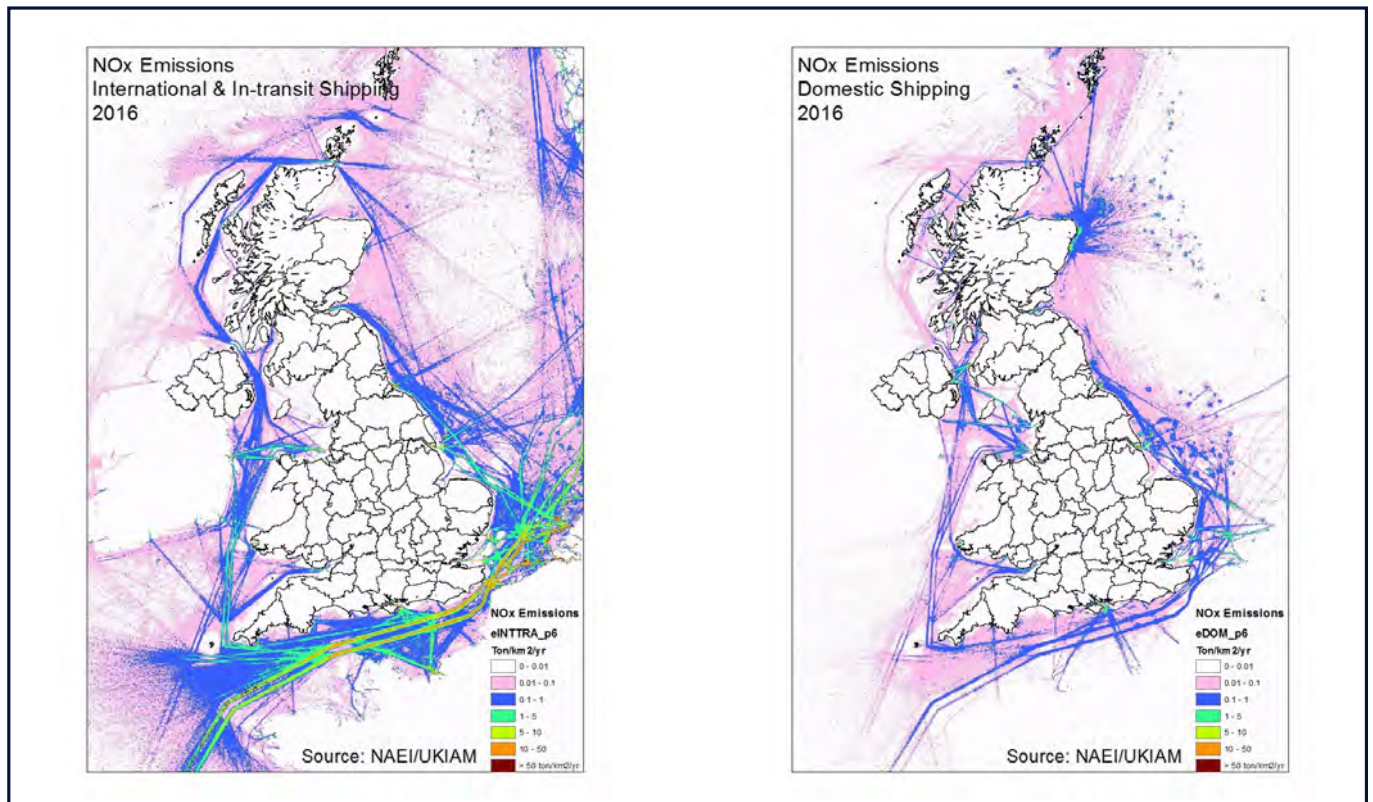 NOx Emissions
International & In-transit Shipping
2016
NOx Emissions
eINTTRA_p6
Ton/km2/yr
0 - 0.01
0.01 - 0.1
0.1 - 1
1 - 5
5 - 10
10 - 50
> 50 ton/km2/yr
Source: NAEI/UKIAM
NOx Emissions
Domestic Shipping
2016
NOx Emissions
eDOM_p6
Ton/km2/yr
0 - 0.01
0.01 - 0.1
0.1 - 1
1 - 5
5 - 10
10 - 50
> 50 ton/km2/yr
Source: NAEI/UKIAM